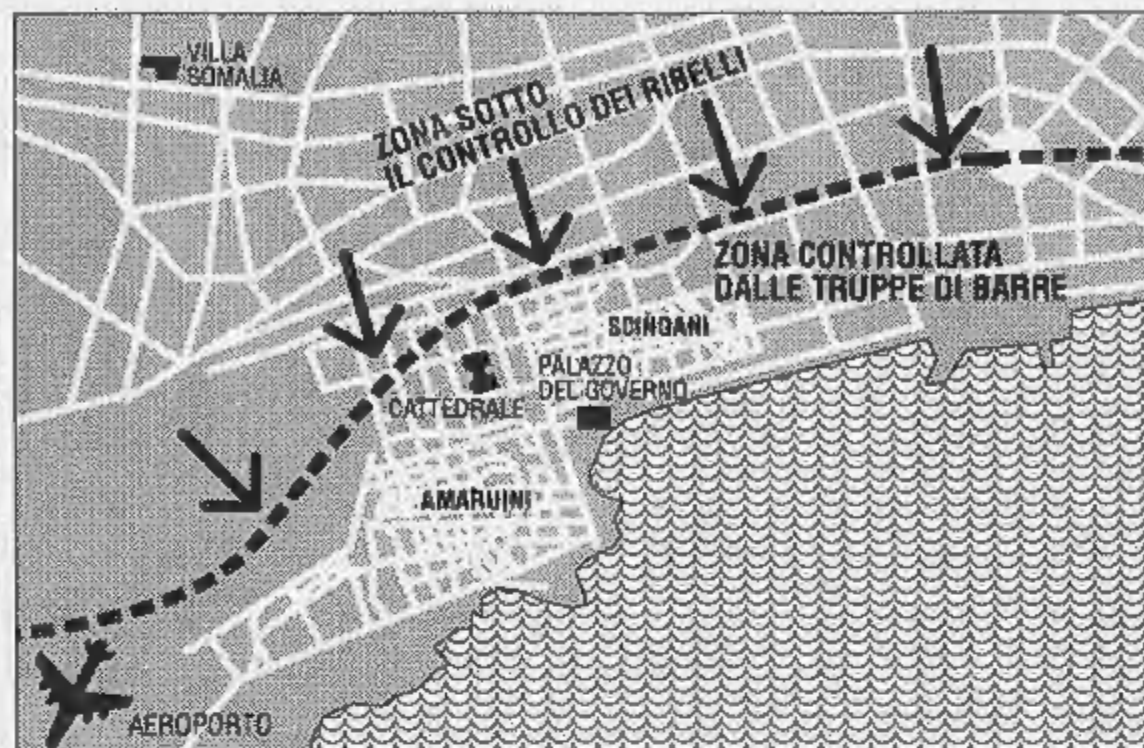 VILLA
SOMALIA
ZONA SOTTO
IL CONTROLLO DEI RIBELLI
ZONA CONTROLLATA
DALLE TRUPPE DI BARRE
SDINGANI
PALAZZO
DEL GOVERNO
CATTEDRALE
AMARUINI
AEROPORTO